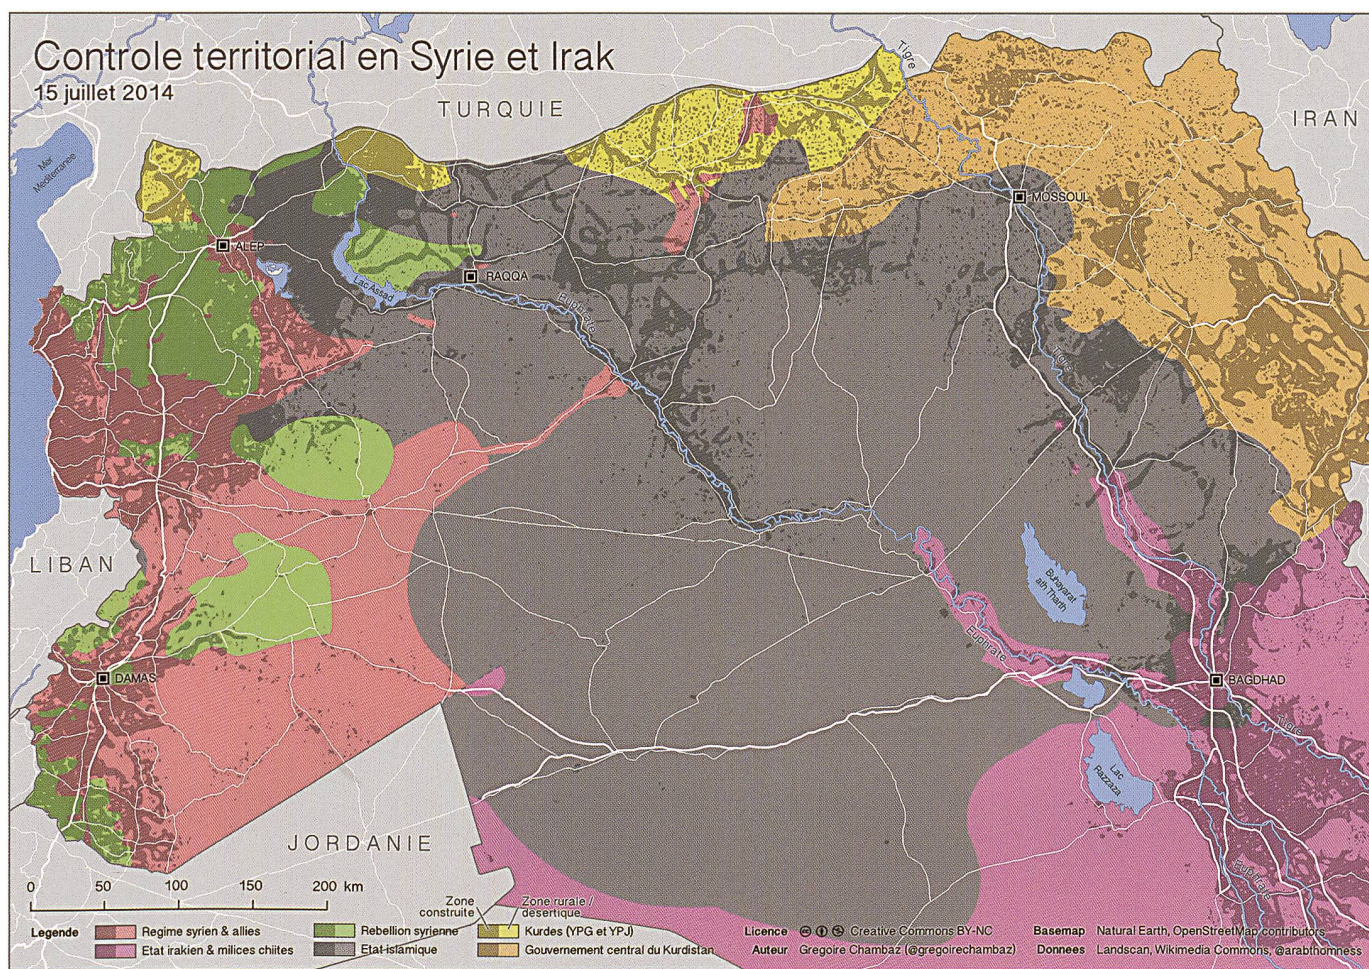 Controle territorial en Syrie et Irak
15 juillet 2014
TURQUIE
IRAN
Tigre
Mer
Mediterranee
MOSSOUL
ALEP
RAQQA
Lac Assad
Euphrate
Tigre
LIBAN
Buhayarat
ath Tharth
Euphrate
DAMAS
BAGDHAD
Tigre
Lac
Razzaza
JORDANIE
Euphrate
0 50 100 150 200 km
Zone
construite
Zone rurale /
desertique
Legende
Regime syrien & allies
Etat irakien & milices chiites
Rebellion syrienne
Etat islamique
Kurdes (YPG et YPJ)
Gouvernement central du Kurdistan
Licence Creative Commons BY-NC
Auteur Gregoire Chambaz (@gregoirechambaz)
Basemap Natural Earth, OpenStreetMap contributors
Donnees Landscan, Wikimedia Commons, @arabthomness